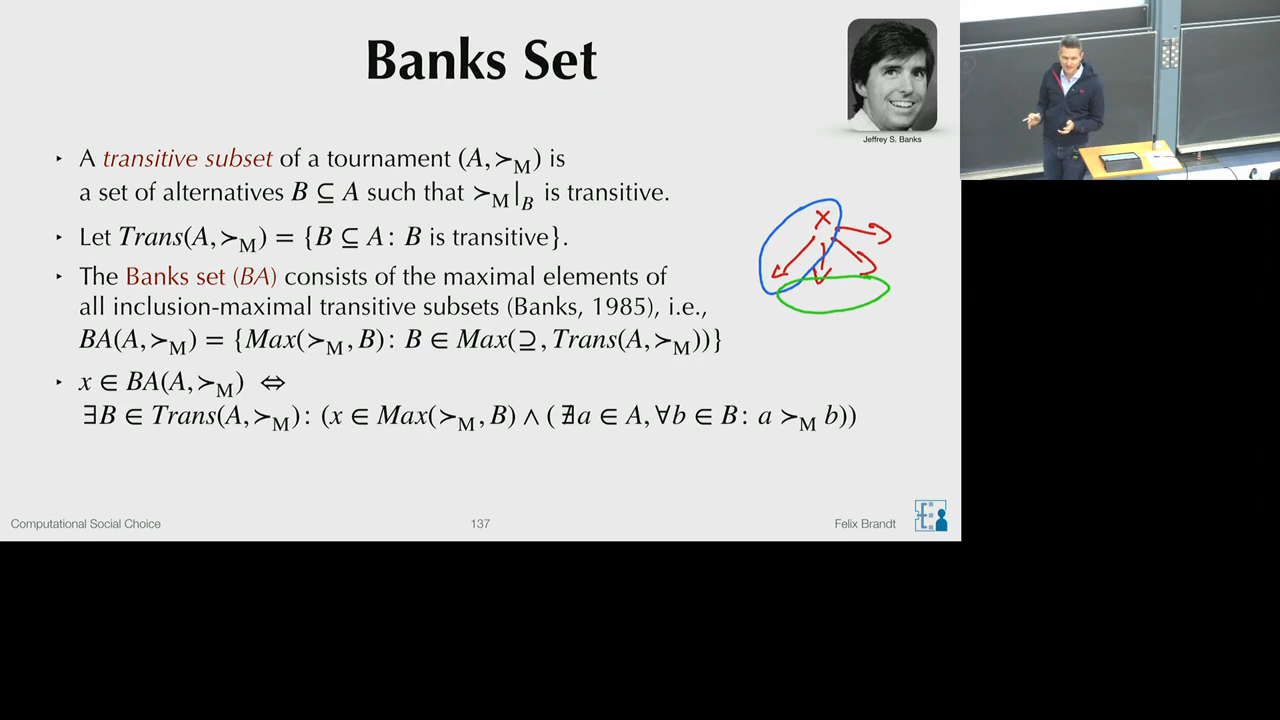 Banks Set
Jeffrey S. Banks
‣ A transitive subset of a tournament (A,≻M) is
a set of alternatives B ⊆ A such that ≻M|B is transitive.
‣ Let Trans(A,≻M) = {B ⊆ A: B is transitive}.
‣ The Banks set (BA) consists of the maximal elements of
all inclusion-maximal transitive subsets (Banks, 1985), i.e.,
BA(A,≻M) = {Max(≻M, B): B ∈ Max(⊇, Trans(A,≻M))}
‣ x ∈ BA(A,≻M) ⇔
∃B ∈ Trans(A,≻M): (x ∈ Max(≻M, B) ∧ (∄a ∈ A, ∀b ∈ B: a ≻M b))
x
Computational Social Choice
137
Felix Brandt